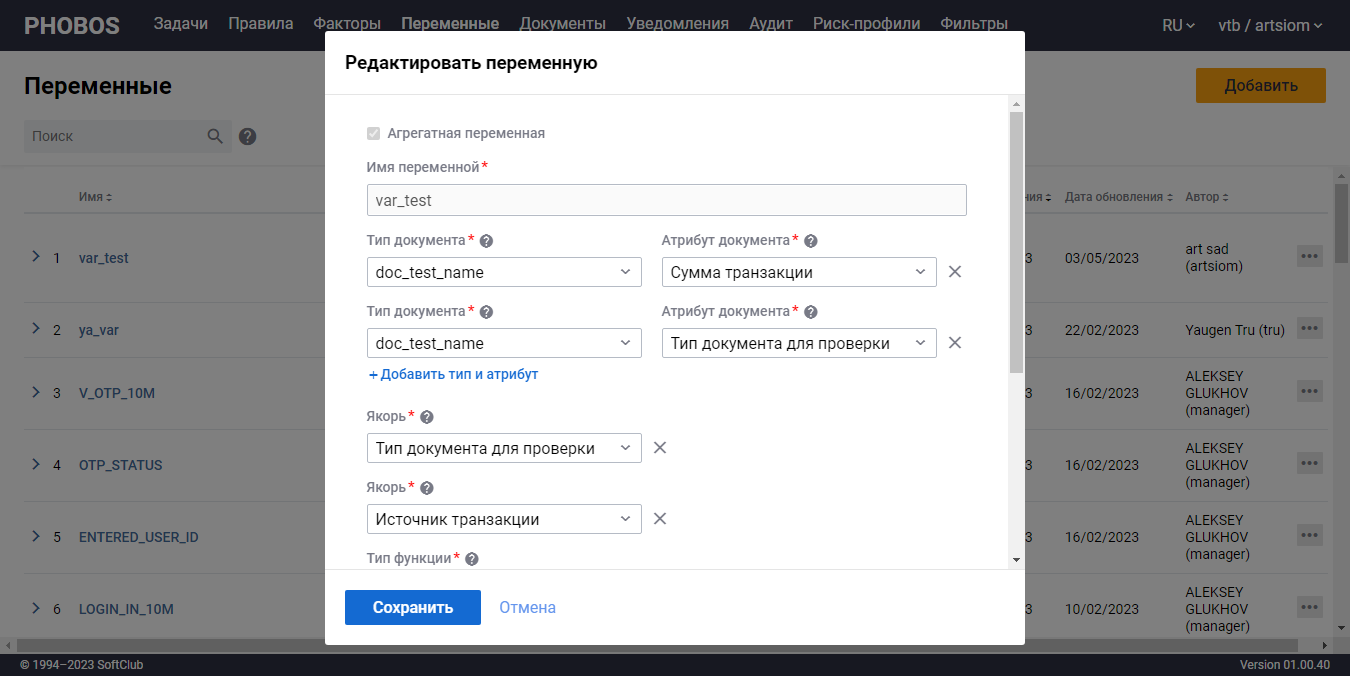 PHOBOS Задачи Правила Факторы Переменные Документы Уведомления Аудит Риск-профили Фильтры RU vtb / artsiom
Переменные
Добавить
Поиск
Имя
ния Дата обновления Автор
1 var_test 3 03/05/2023 art sad (artsiom)
2 ya_var 3 22/02/2023 Yaugen Tru (tru)
3 V_OTP_10M 3 16/02/2023 ALEKSEY GLUKHOV (manager)
4 OTP_STATUS 3 16/02/2023 ALEKSEY GLUKHOV (manager)
5 ENTERED_USER_ID 3 16/02/2023 ALEKSEY GLUKHOV (manager)
6 LOGIN_IN_10M 3 10/02/2023 ALEKSEY GLUKHOV (manager)
Редактировать переменную
Агрегатная переменная
Имя переменной*
var_test
Тип документа* Атрибут документа*
doc_test_name Сумма транзакции
Тип документа* Атрибут документа*
doc_test_name Тип документа для проверки
+ Добавить тип и атрибут
Якорь*
Тип документа для проверки
Якорь*
Источник транзакции
Тип функции*
Сохранить Отмена
© 1994–2023 SoftClub Version 01.00.40